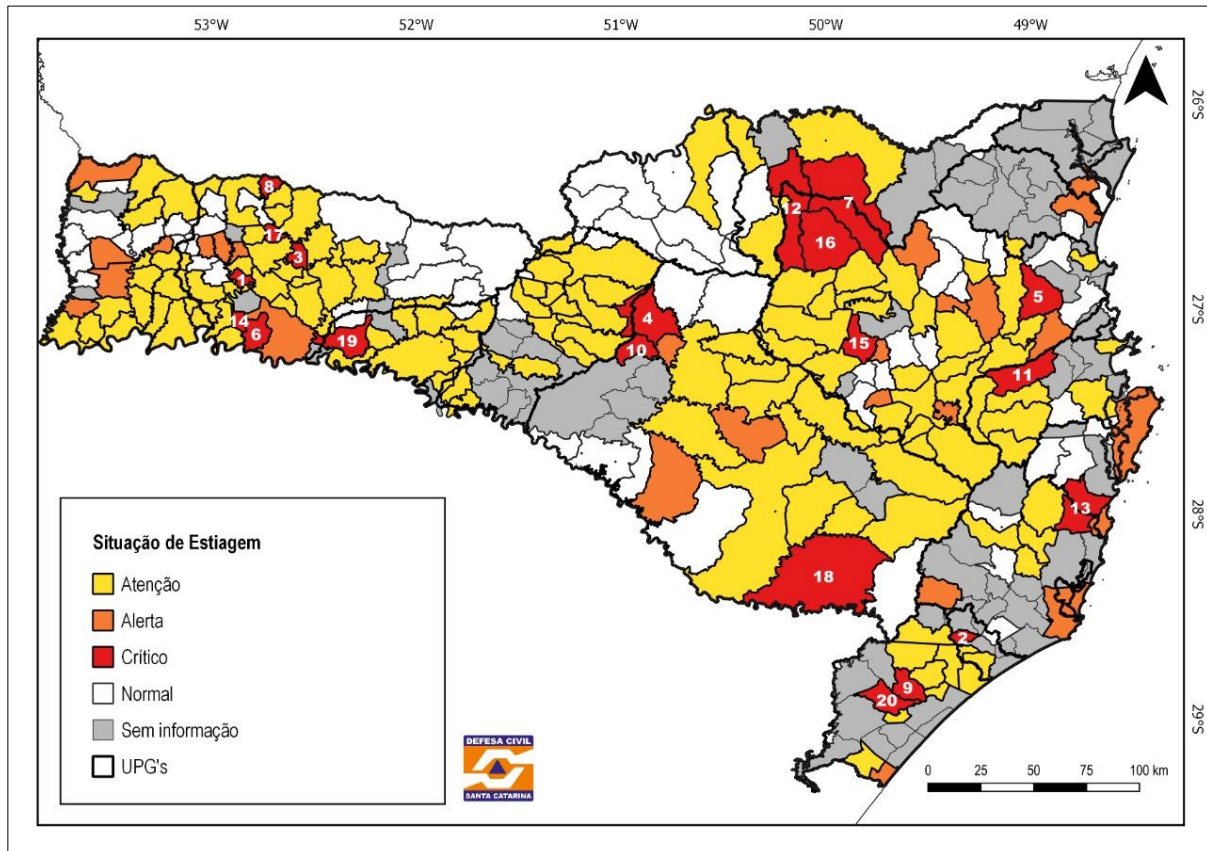 53°W 52°W 51°W 50°W 49°W
26°S
27°S
28°S
29°S
8
17
3
1
14
6
19
12
7
16
4
10
15
5
11
13
18
2
9
20
Situação de Estiagem
Atenção
Alerta
Crítico
Normal
Sem informação
UPG's
DEFESA CIVIL
SANTA CATARINA
0 25 50 75 100 km